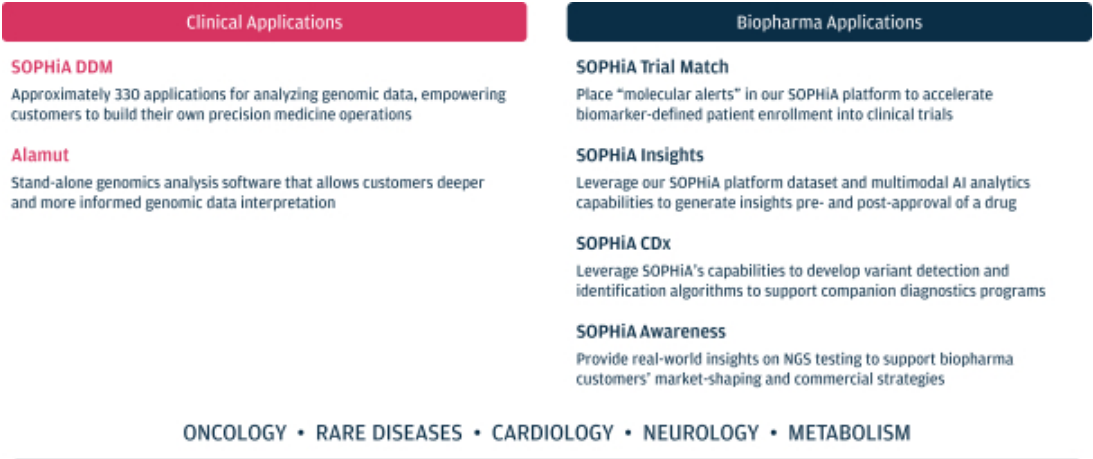 Clinical Applications
SOPHiA DDM
Approximately 330 applications for analyzing genomic data, empowering
customers to build their own precision medicine operations
Alamut
Stand-alone genomics analysis software that allows customers deeper
and more informed genomic data interpretation
Biopharma Applications
SOPHiA Trial Match
Place “molecular alerts” in our SOPHiA platform to accelerate
biomarker-defined patient enrollment into clinical trials
SOPHiA Insights
Leverage our SOPHiA platform dataset and multimodal AI analytics
capabilities to generate insights pre- and post-approval of a drug
SOPHiA CDx
Leverage SOPHiA's capabilities to develop variant detection and
identification algorithms to support companion diagnostics programs
SOPHiA Awareness
Provide real-world insights on NGS testing to support biopharma
customers' market-shaping and commercial strategies
ONCOLOGY • RARE DISEASES • CARDIOLOGY • NEUROLOGY • METABOLISM